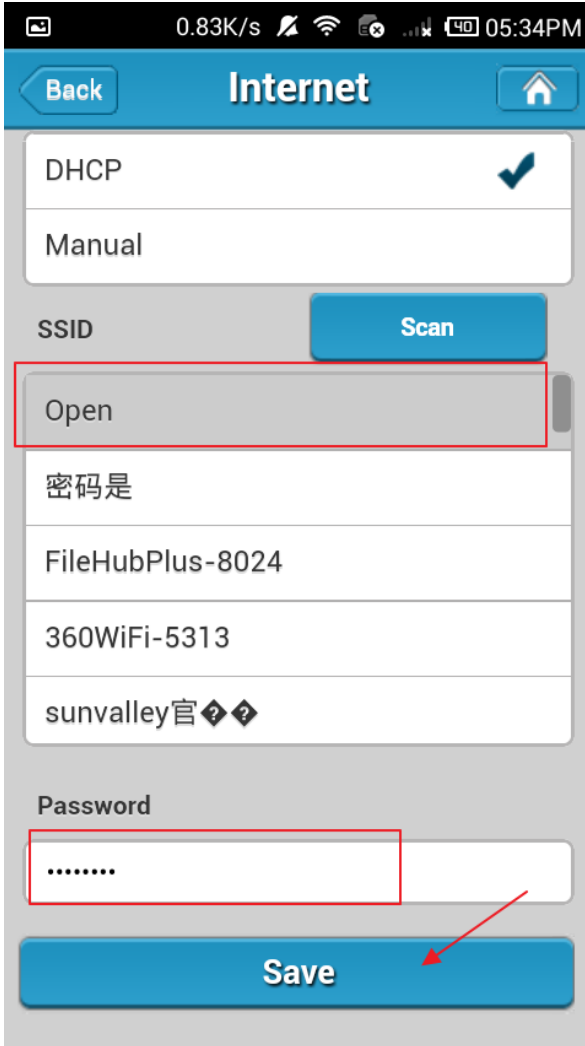 0.83K/s 40 05:34PM
Back Internet
DHCP
Manual
SSID Scan
Open
密码是
FileHubPlus-8024
360WiFi-5313
sunvalley官��
Password
••••••••
Save